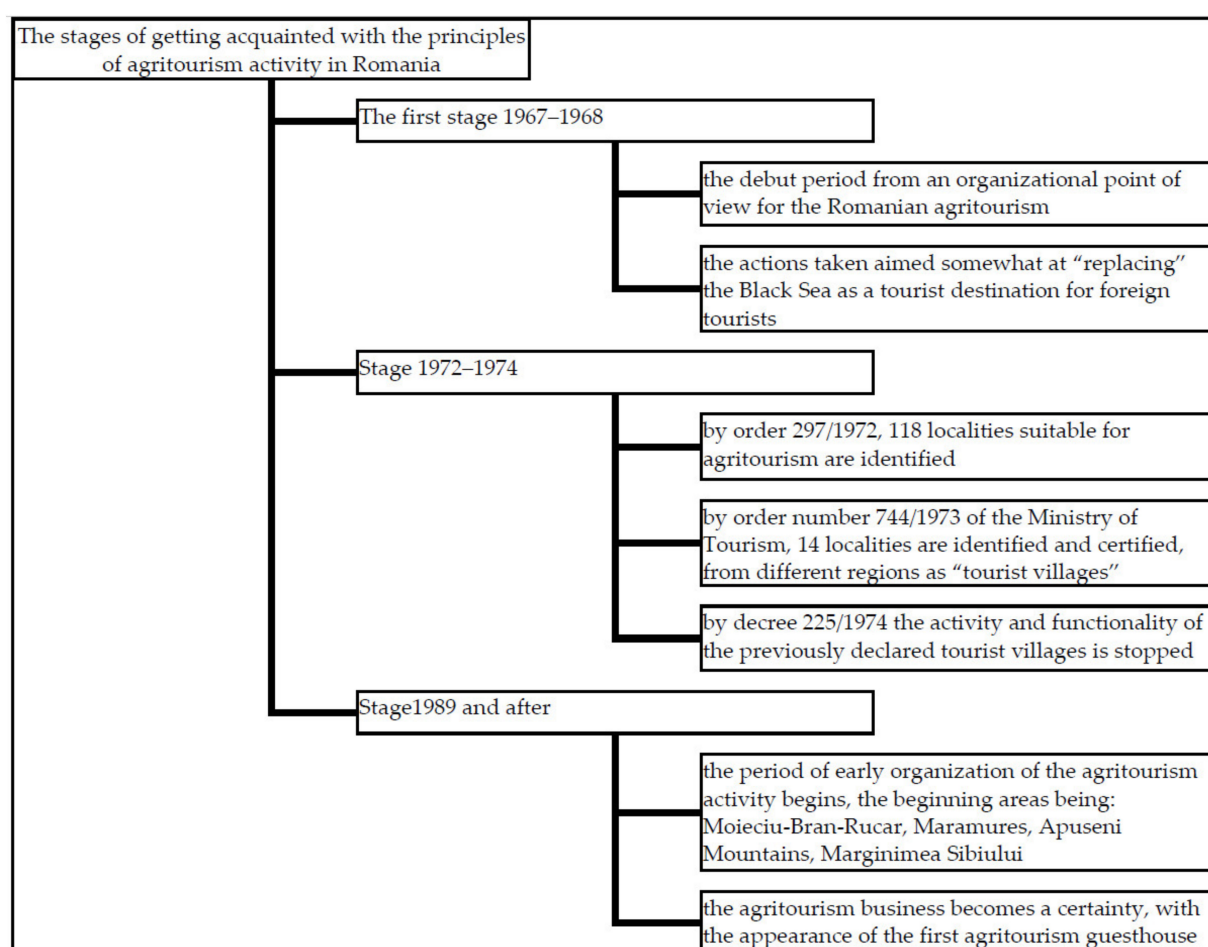 The stages of getting acquainted with the principles
of agritourism activity in Romania
The first stage 1967–1968
the debut period from an organizational point of
view for the Romanian agritourism
the actions taken aimed somewhat at “replacing”
the Black Sea as a tourist destination for foreign
tourists
Stage 1972–1974
by order 297/1972, 118 localities suitable for
agritourism are identified
by order number 744/1973 of the Ministry of
Tourism, 14 localities are identified and certified,
from different regions as “tourist villages”
by decree 225/1974 the activity and functionality of
the previously declared tourist villages is stopped
Stage1989 and after
the period of early organization of the agritourism
activity begins, the beginning areas being:
Moieciu-Bran-Rucar, Maramures, Apuseni
Mountains, Marginimea Sibiului
the agritourism business becomes a certainty, with
the appearance of the first agritourism guesthouse